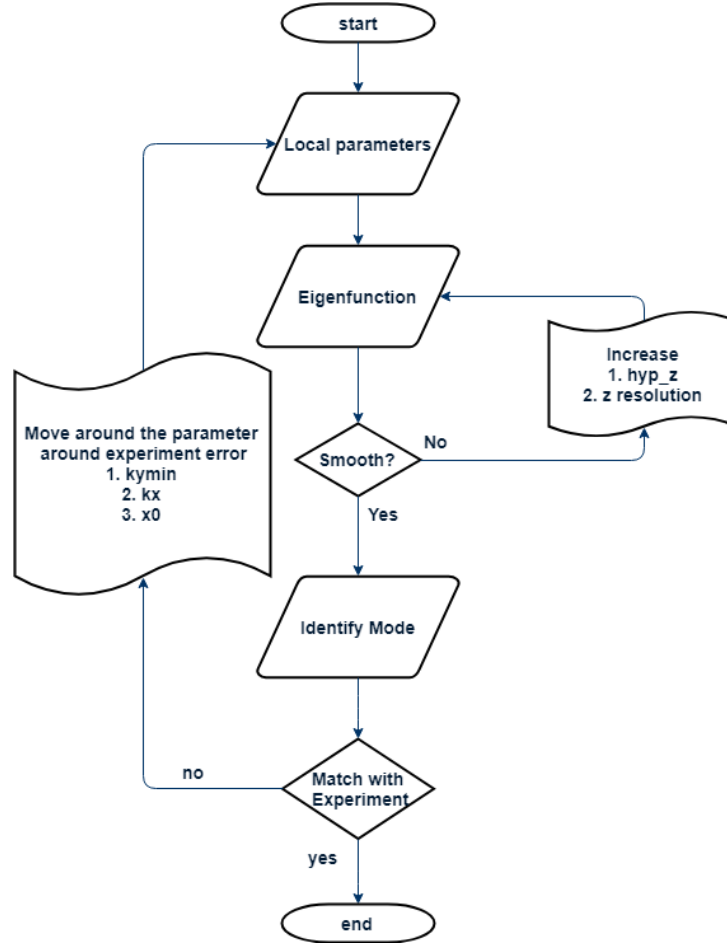 start
Local parameters
Eigenfunction
Increase
1. hyp_z
2. z resolution
Move around the parameter
around experiment error
1. kymin
2. kx
3. x0
Smooth?
No
Yes
Identify Mode
no
Match with
Experiment
yes
end